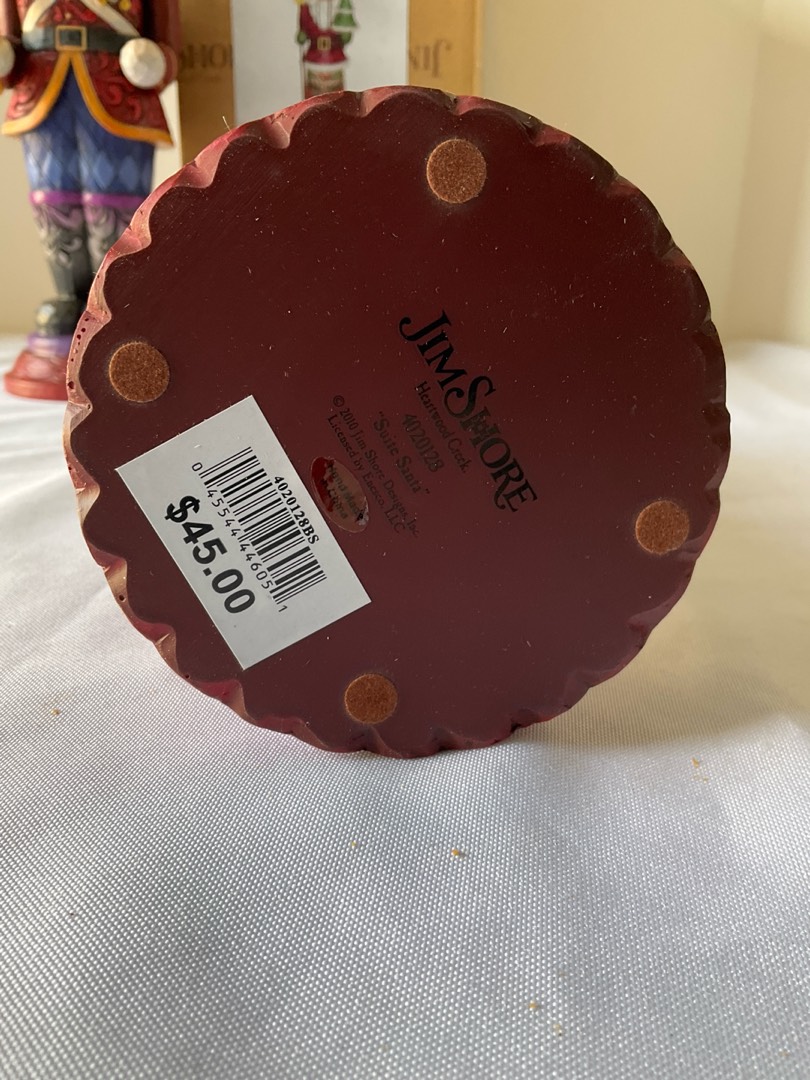 JIM SHORE
Heartwood Creek
4020128
"Suite Santa"
© 2010 Jim Shore Designs, Inc.
Licensed by Enesco, LLC
4020128BS
0 45544 44605 1
$45.00